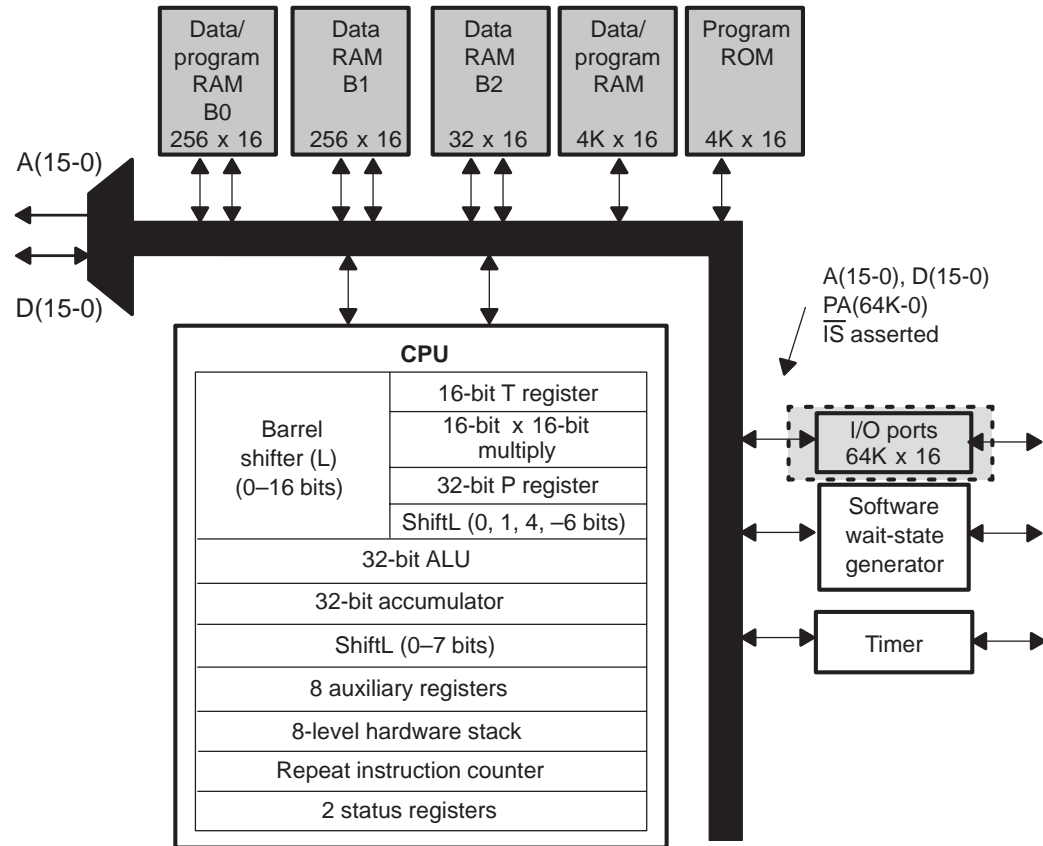 Data/
program
RAM
B0
256 x 16
Data
RAM
B1
256 x 16
Data
RAM
B2
32 x 16
Data/
program
RAM
4K x 16
Program
ROM
4K x 16
A(15-0)
D(15-0)
A(15-0), D(15-0)
PA(64K-0)
IS asserted
CPU
Barrel
shifter (L)
(0–16 bits)
16-bit T register
16-bit x 16-bit
multiply
32-bit P register
ShiftL (0, 1, 4, –6 bits)
32-bit ALU
32-bit accumulator
ShiftL (0–7 bits)
8 auxiliary registers
8-level hardware stack
Repeat instruction counter
2 status registers
I/O ports
64K x 16
Software
wait-state
generator
Timer